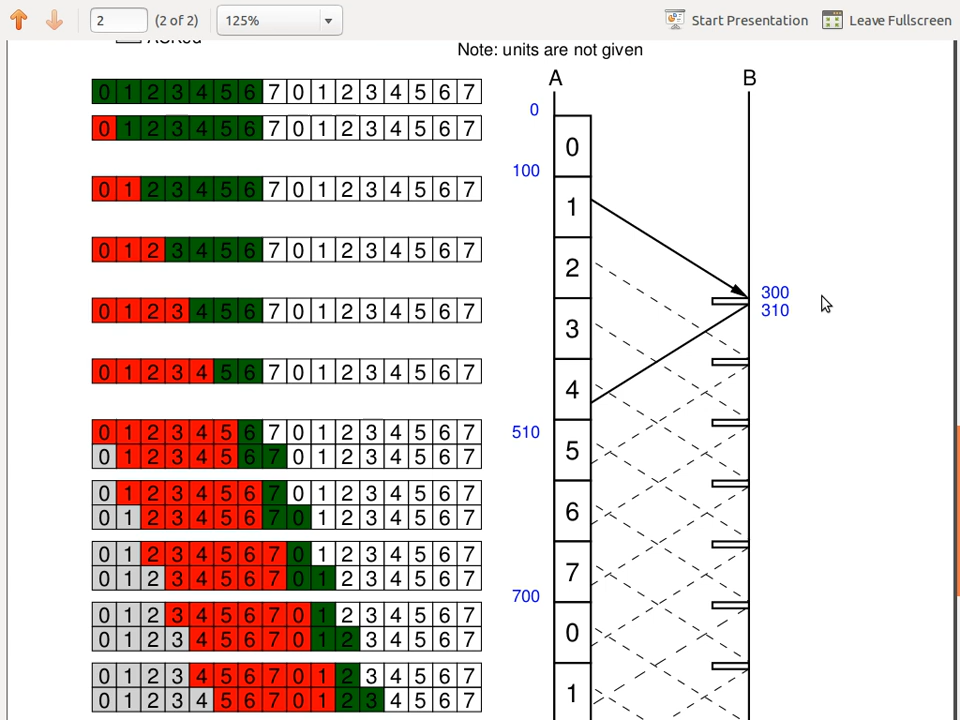 2 (2 of 2) 125% Start Presentation Leave Fullscreen
ACKed
Note: units are not given
A B
0 1 2 3 4 5 6 7 0 1 2 3 4 5 6 7
0
0 1 2 3 4 5 6 7 0 1 2 3 4 5 6 7
0
100
0 1 2 3 4 5 6 7 0 1 2 3 4 5 6 7
1
0 1 2 3 4 5 6 7 0 1 2 3 4 5 6 7
2
300
0 1 2 3 4 5 6 7 0 1 2 3 4 5 6 7
310
3
0 1 2 3 4 5 6 7 0 1 2 3 4 5 6 7
4
0 1 2 3 4 5 6 7 0 1 2 3 4 5 6 7
510
0 1 2 3 4 5 6 7 0 1 2 3 4 5 6 7
5
0 1 2 3 4 5 6 7 0 1 2 3 4 5 6 7
6
0 1 2 3 4 5 6 7 0 1 2 3 4 5 6 7
0 1 2 3 4 5 6 7 0 1 2 3 4 5 6 7
7
0 1 2 3 4 5 6 7 0 1 2 3 4 5 6 7
700
0 1 2 3 4 5 6 7 0 1 2 3 4 5 6 7
0
0 1 2 3 4 5 6 7 0 1 2 3 4 5 6 7
0 1 2 3 4 5 6 7 0 1 2 3 4 5 6 7
1
0 1 2 3 4 5 6 7 0 1 2 3 4 5 6 7